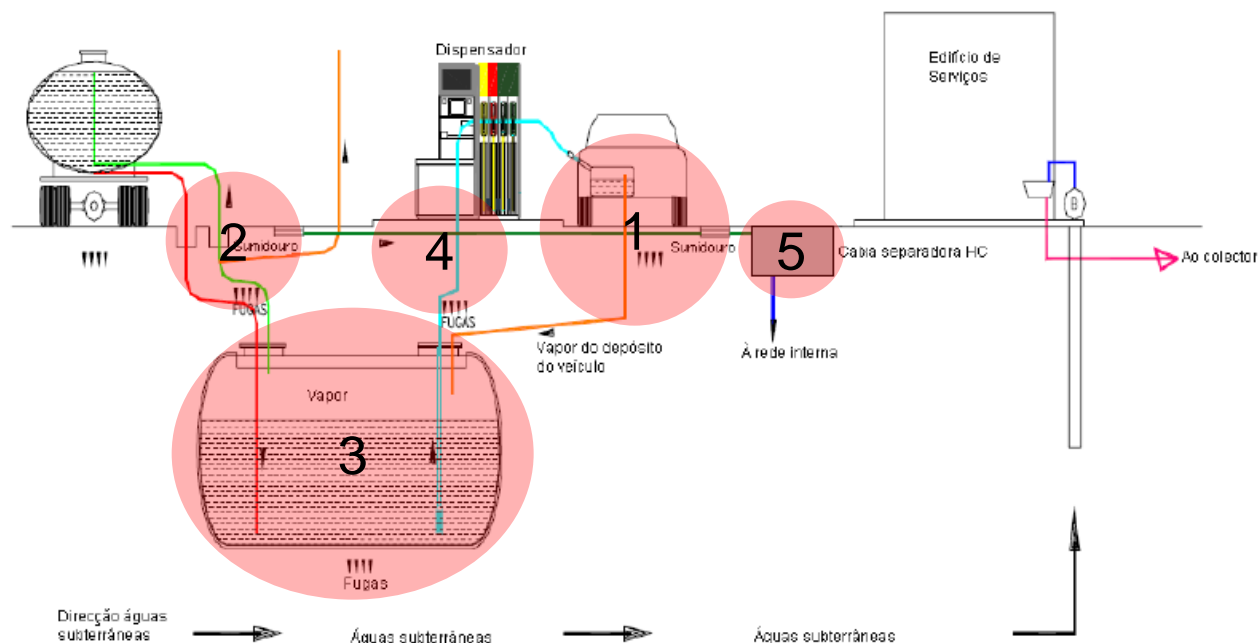 Dispensador
Edifício de
Serviços
1
2
Sumidouro
4
Sumidouro
5
Cabia separadora HC
Ao colector
B
FUGAS
FUGAS
Vapor do depósito
do veículo
À rede interna
Vapor
3
Fugas
Direcção águas
subterrâneas
Águas subterrâneas
Águas subterrâneas